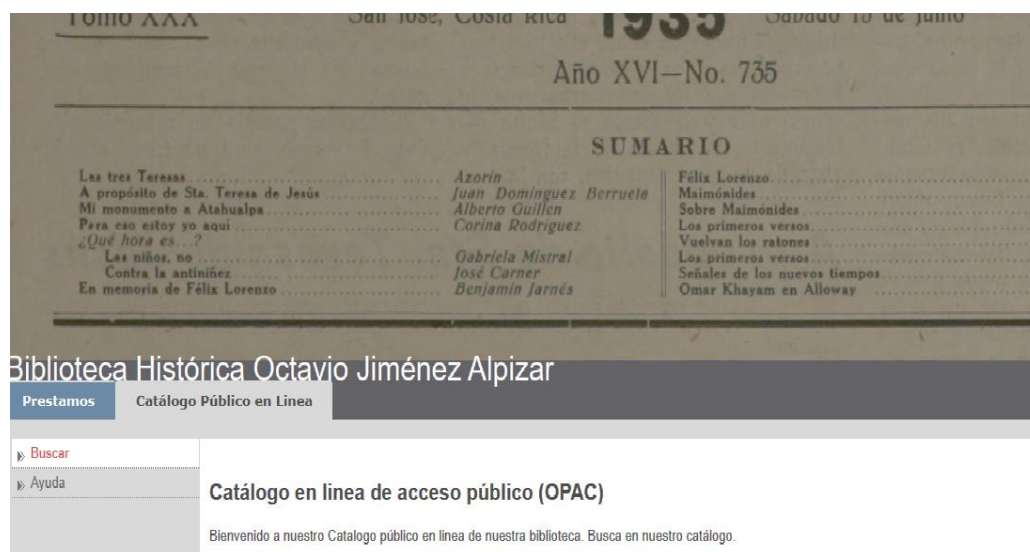 Tomo XXX
San José, Costa Rica
1935
Sábado 15 de Junio
Año XVI—No. 735
SUMARIO
Las tres Teresas Azorín
A propósito de Sta. Teresa de Jesús Juan Domínguez Berrueta
Mi monumento a Atahualpa Alberto Guillén
Para eso estoy yo aquí Corina Rodríguez
¿Qué hora es...?
Las niños, no Gabriela Mistral
Contra la antiniñez José Carner
En memoria de Félix Lorenzo Benjamín Jarnés
Félix Lorenzo
Maimónides
Sobre Maimónides
Los primeros versos
Vuelvan los ratones
Los primeros versos
Señales de los nuevos tiempos
Omar Khayam en Alloway
Biblioteca Histórica Octavio Jiménez Alpizar
Prestamos
Catálogo Público en Linea
Buscar
Ayuda
Catálogo en linea de acceso público (OPAC)
Bienvenido a nuestro Catalogo público en linea de nuestra biblioteca. Busca en nuestro catálogo.